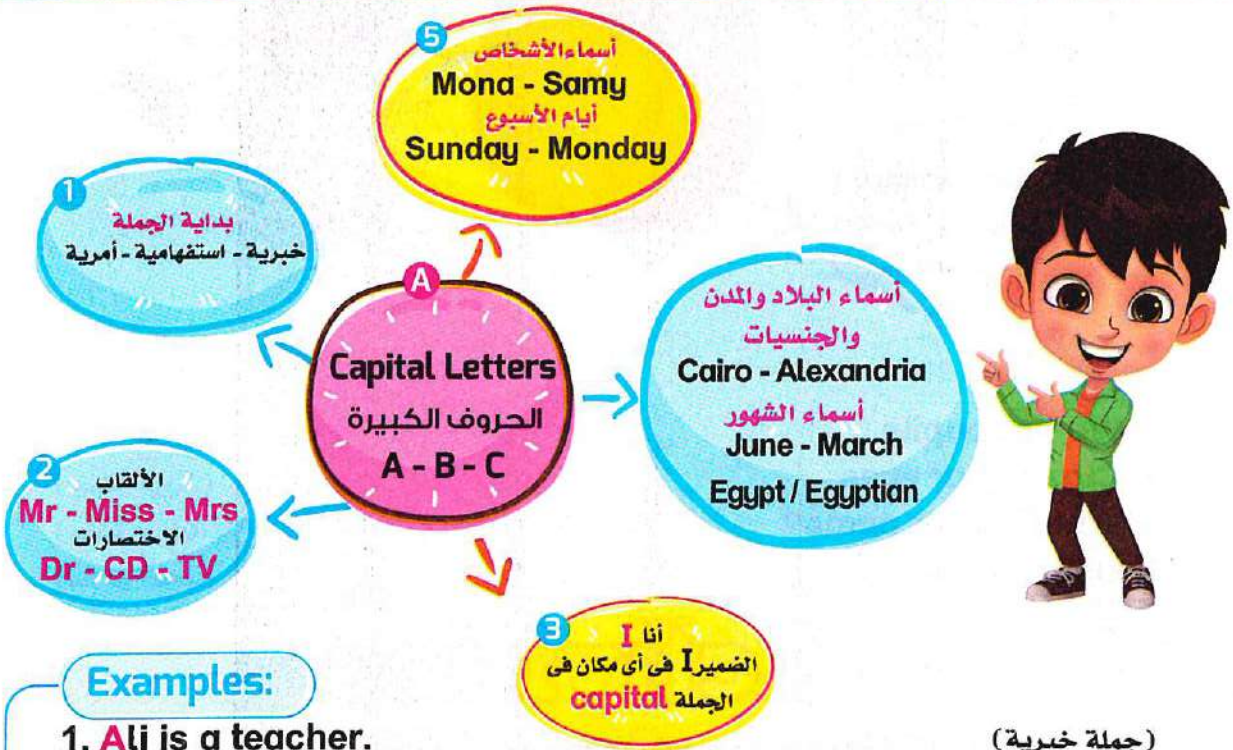 5
أسماء الأشخاص
Mona - Samy
أيام الأسبوع
Sunday - Monday
1
بداية الجملة
خبرية - استفهامية - أمرية
A
Capital Letters
الحروف الكبيرة
A - B - C
أسماء البلاد والمدن
والجنسيات
Cairo - Alexandria
أسماء الشهور
June - March
Egypt / Egyptian
2
الألقاب
Mr - Miss - Mrs
الاختصارات
Dr - CD - TV
3
أنا I
الضمير I فى أى مكان فى
الجملة capital
Examples:
1. Ali is a teacher.
(جملة خبرية)